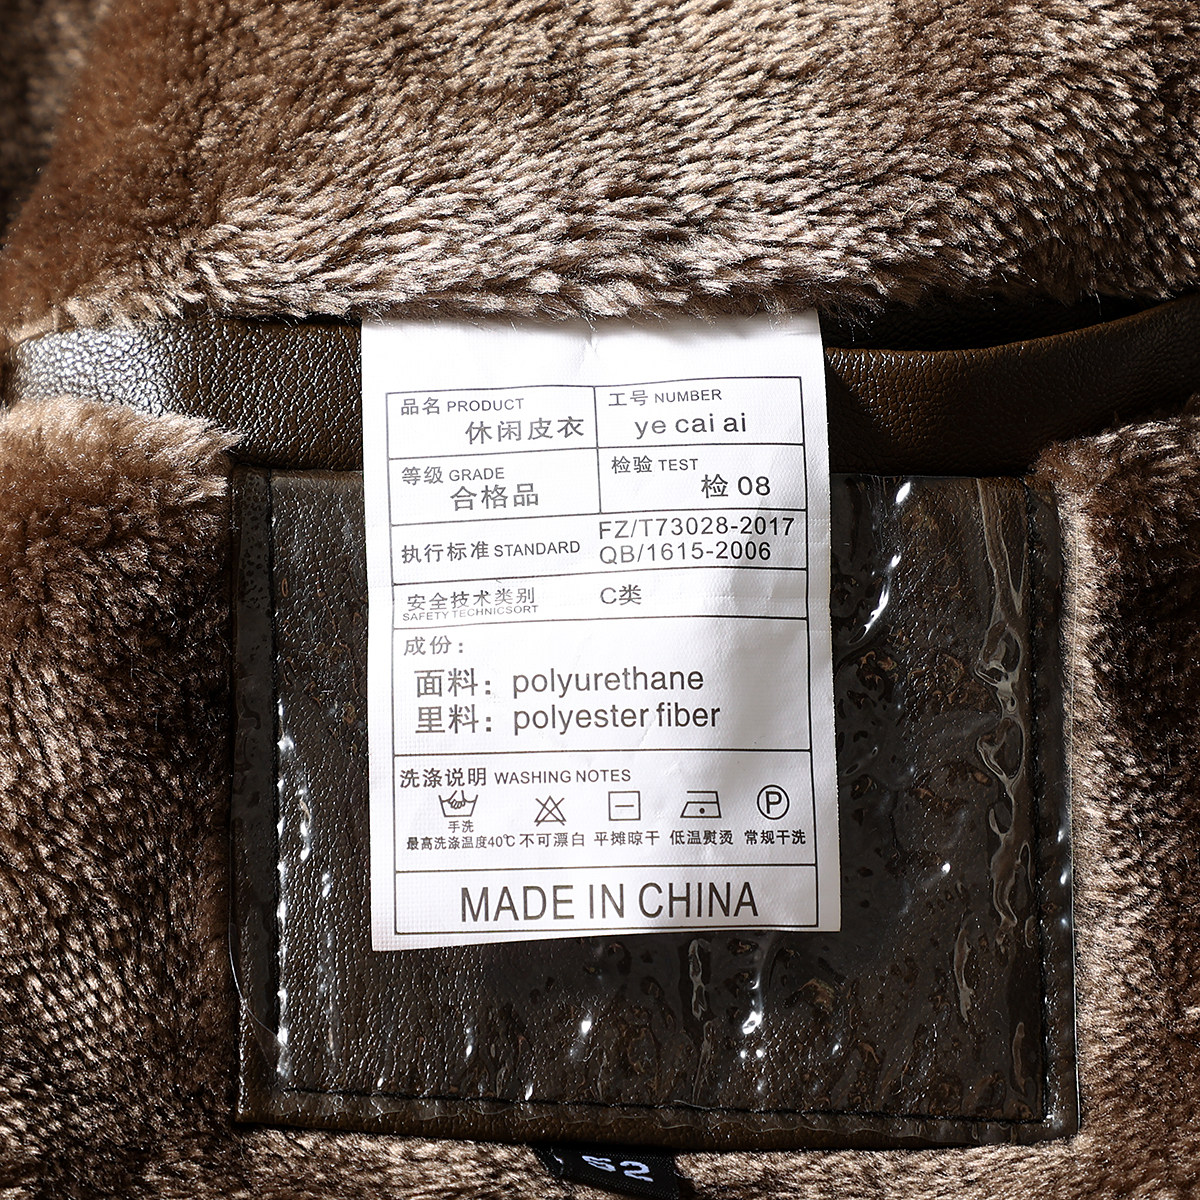 品名 PRODUCT
休闲皮衣
工号 NUMBER
ye cai ai
等级 GRADE
合格品
检验 TEST
检 08
执行标准 STANDARD
FZ/T73028-2017
QB/1615-2006
安全技术类别
SAFETY TECHNICSORT
C类
成份：
面料：polyurethane
里料：polyester fiber
洗涤说明 WASHING NOTES
手洗
P
最高洗涤温度40℃ 不可漂白 平摊晾干 低温熨烫 常规干洗
MADE IN CHINA